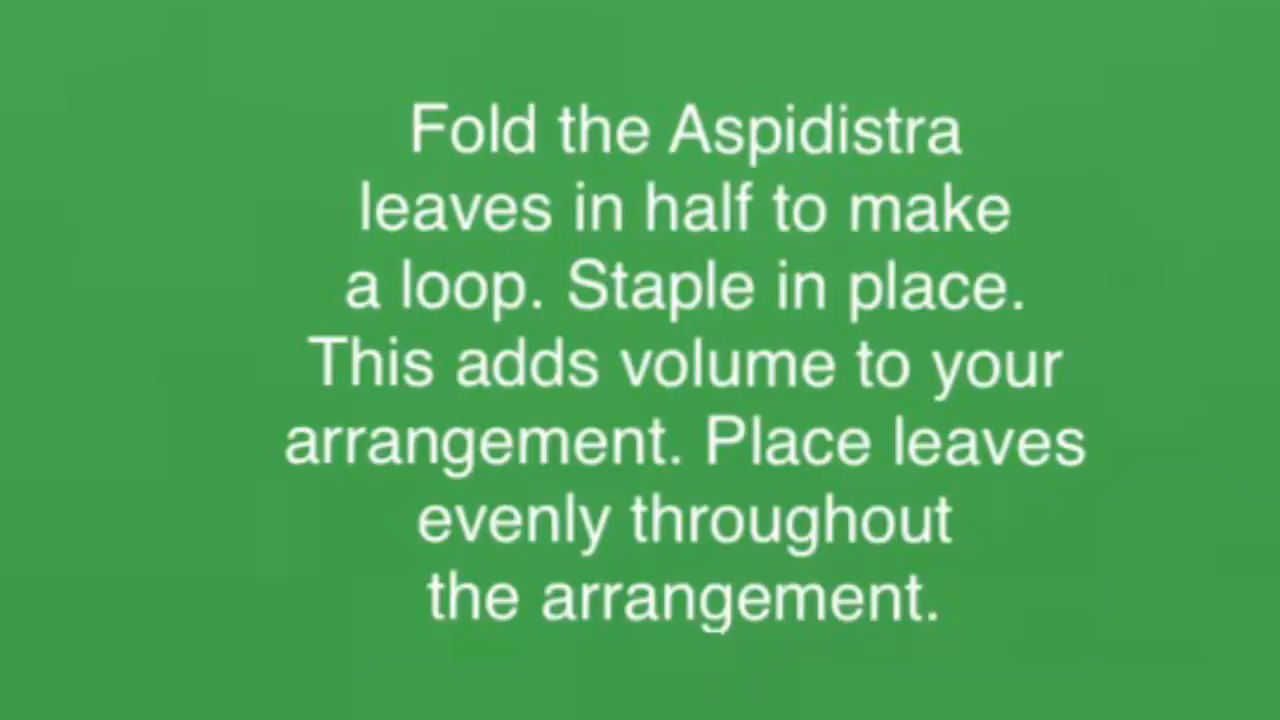 Fold the Aspidistra
leaves in half to make
a loop. Staple in place.
This adds volume to your
arrangement. Place leaves
evenly throughout
the arrangement.